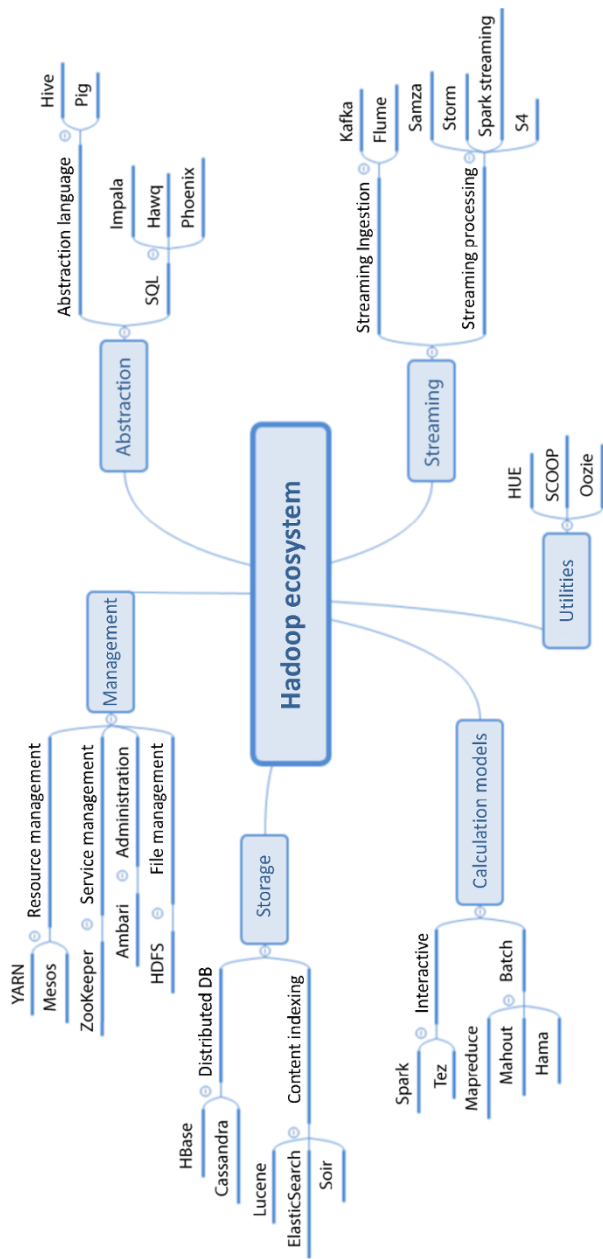 Hadoop ecosystem
Management
Resource management
YARN
Mesos
Service management
ZooKeeper
Administration
Ambari
File management
HDFS
Storage
Distributed DB
HBase
Cassandra
Content indexing
Lucene
ElasticSearch
Soir
Calculation models
Interactive
Spark
Tez
Batch
Mapreduce
Mahout
Hama
Abstraction
Abstraction language
Hive
Pig
SQL
Impala
Hawq
Phoenix
Streaming
Streaming Ingestion
Kafka
Flume
Streaming processing
Samza
Storm
Spark streaming
S4
Utilities
HUE
SCOOP
Oozie